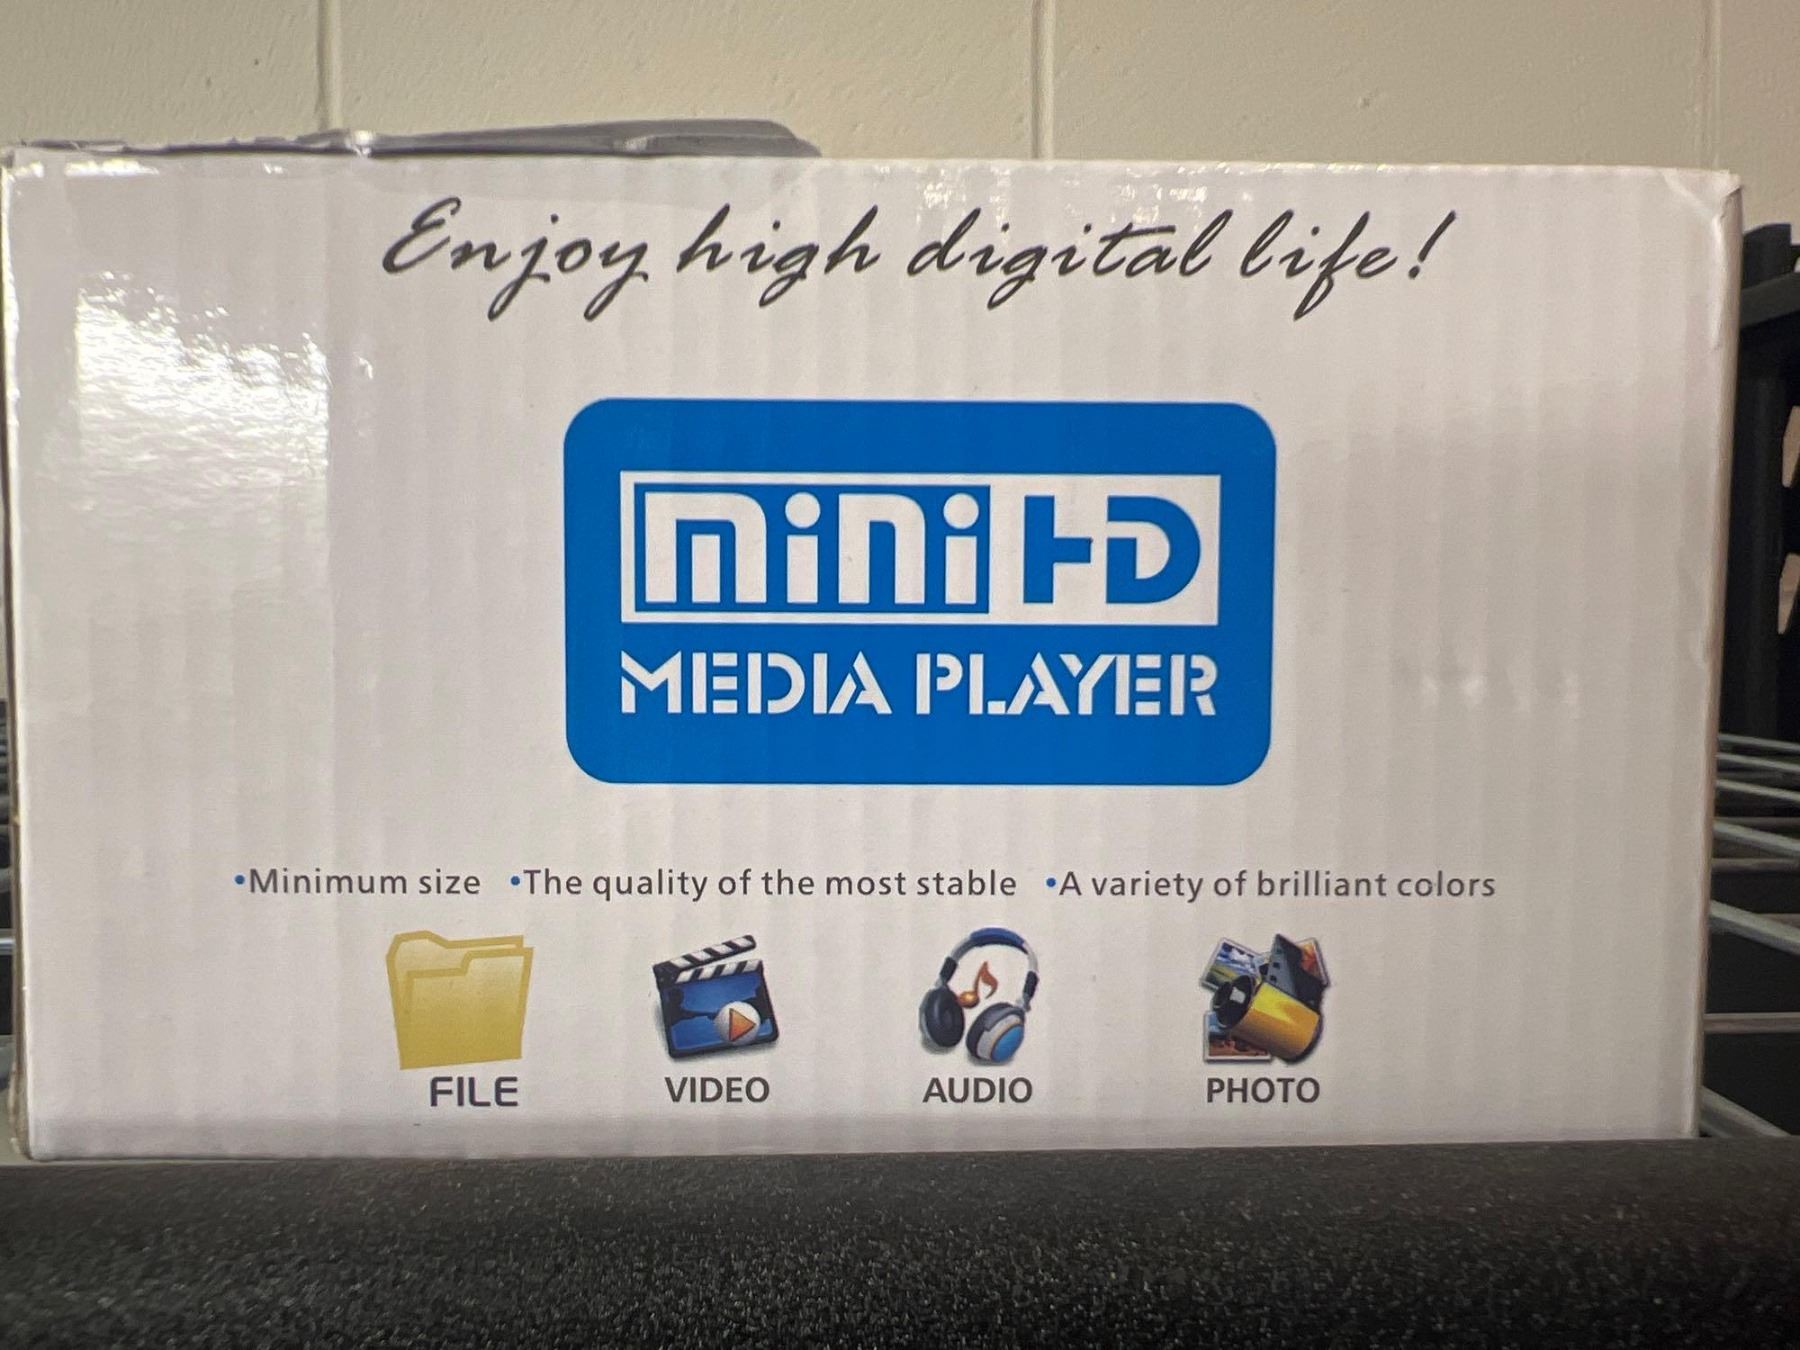 Enjoy high digital life!
mini HD
MEDIA PLAYER
•Minimum size •The quality of the most stable •A variety of brilliant colors
FILE VIDEO AUDIO PHOTO